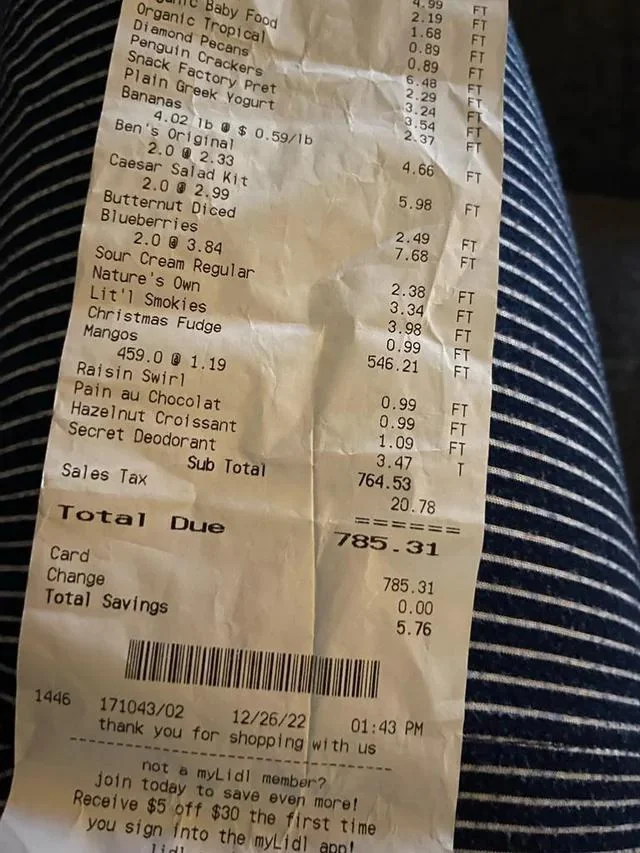 4.99 FT
2.19 FT
1.68 FT
Baby Food 0.89 FT
Organic Tropical 0.89 FT
Diamond Pecans 6.48 FT
Penguin Crackers 2.29 FT
Snack Factory Pret 3.24 FT
Plain Greek Yogurt 3.54 FT
Bananas 2.37 FT
4.02 lb @ $ 0.59/lb
Ben's Original 4.66 FT
2.0 @ 2.33
Caesar Salad Kit 5.98 FT
2.0 @ 2.99
Butternut Diced 2.49 FT
Blueberries 7.68 FT
2.0 @ 3.84
Sour Cream Regular 2.38 FT
Nature's Own 3.34 FT
Lit'l Smokies 3.98 FT
Christmas Fudge 0.99 FT
Mangos 546.21 FT
459.0 @ 1.19
Raisin Swirl 0.99 FT
Pain au Chocolat 0.99 FT
Hazelnut Croissant 1.09 FT
Secret Deodorant 3.47 T
Sub Total 764.53
Sales Tax 20.78
======
Total Due 785.31
Card 785.31
Change 0.00
Total Savings 5.76
1446 171043/02 12/26/22 01:43 PM
thank you for shopping with us
not a myLidl member?
join today to save even more!
Receive $5 off $30 the first time
you sign into the myLidl app!